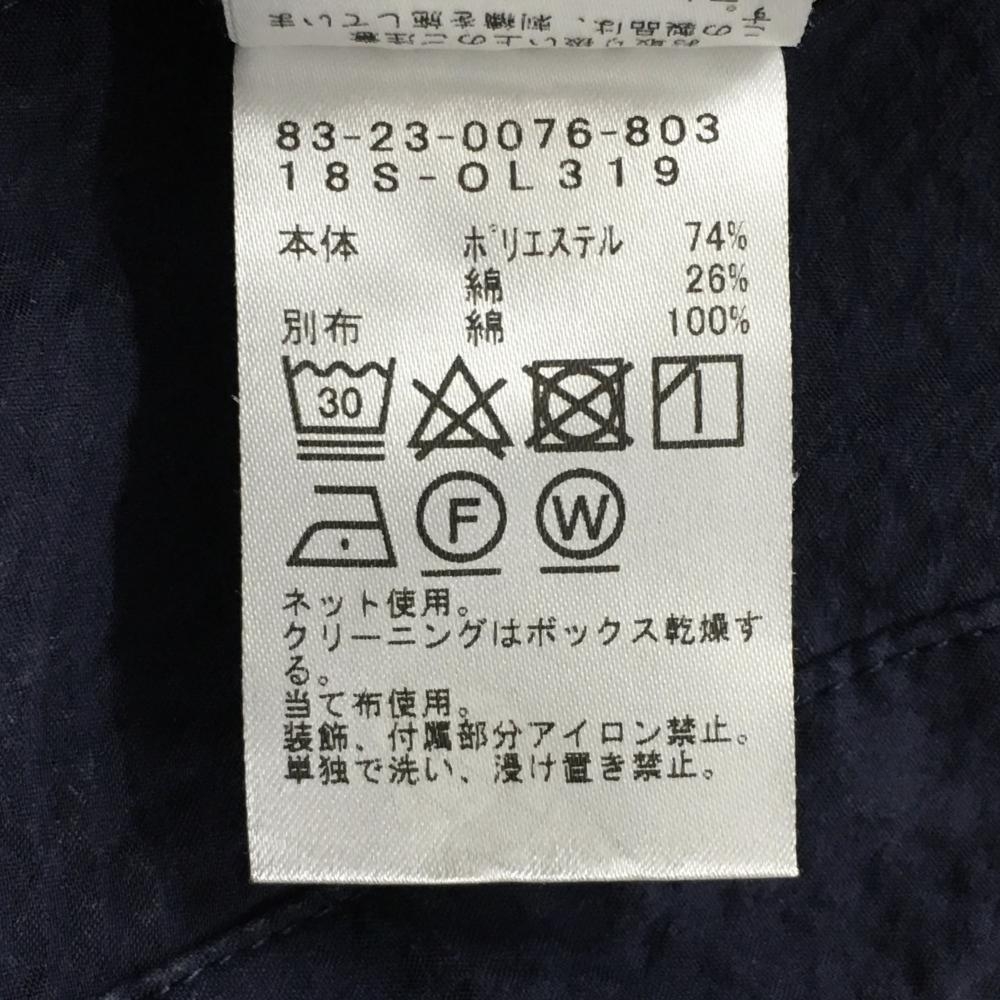 83-23-0076-803
18S-OL319
本体 ポリエステル 74%
綿 26%
別布 綿 100%
30
F W
ネット使用。
クリーニングはボックス乾燥す
る。
当て布使用。
装飾、付属部分アイロン禁止。
単独で洗い、浸け置き禁止。